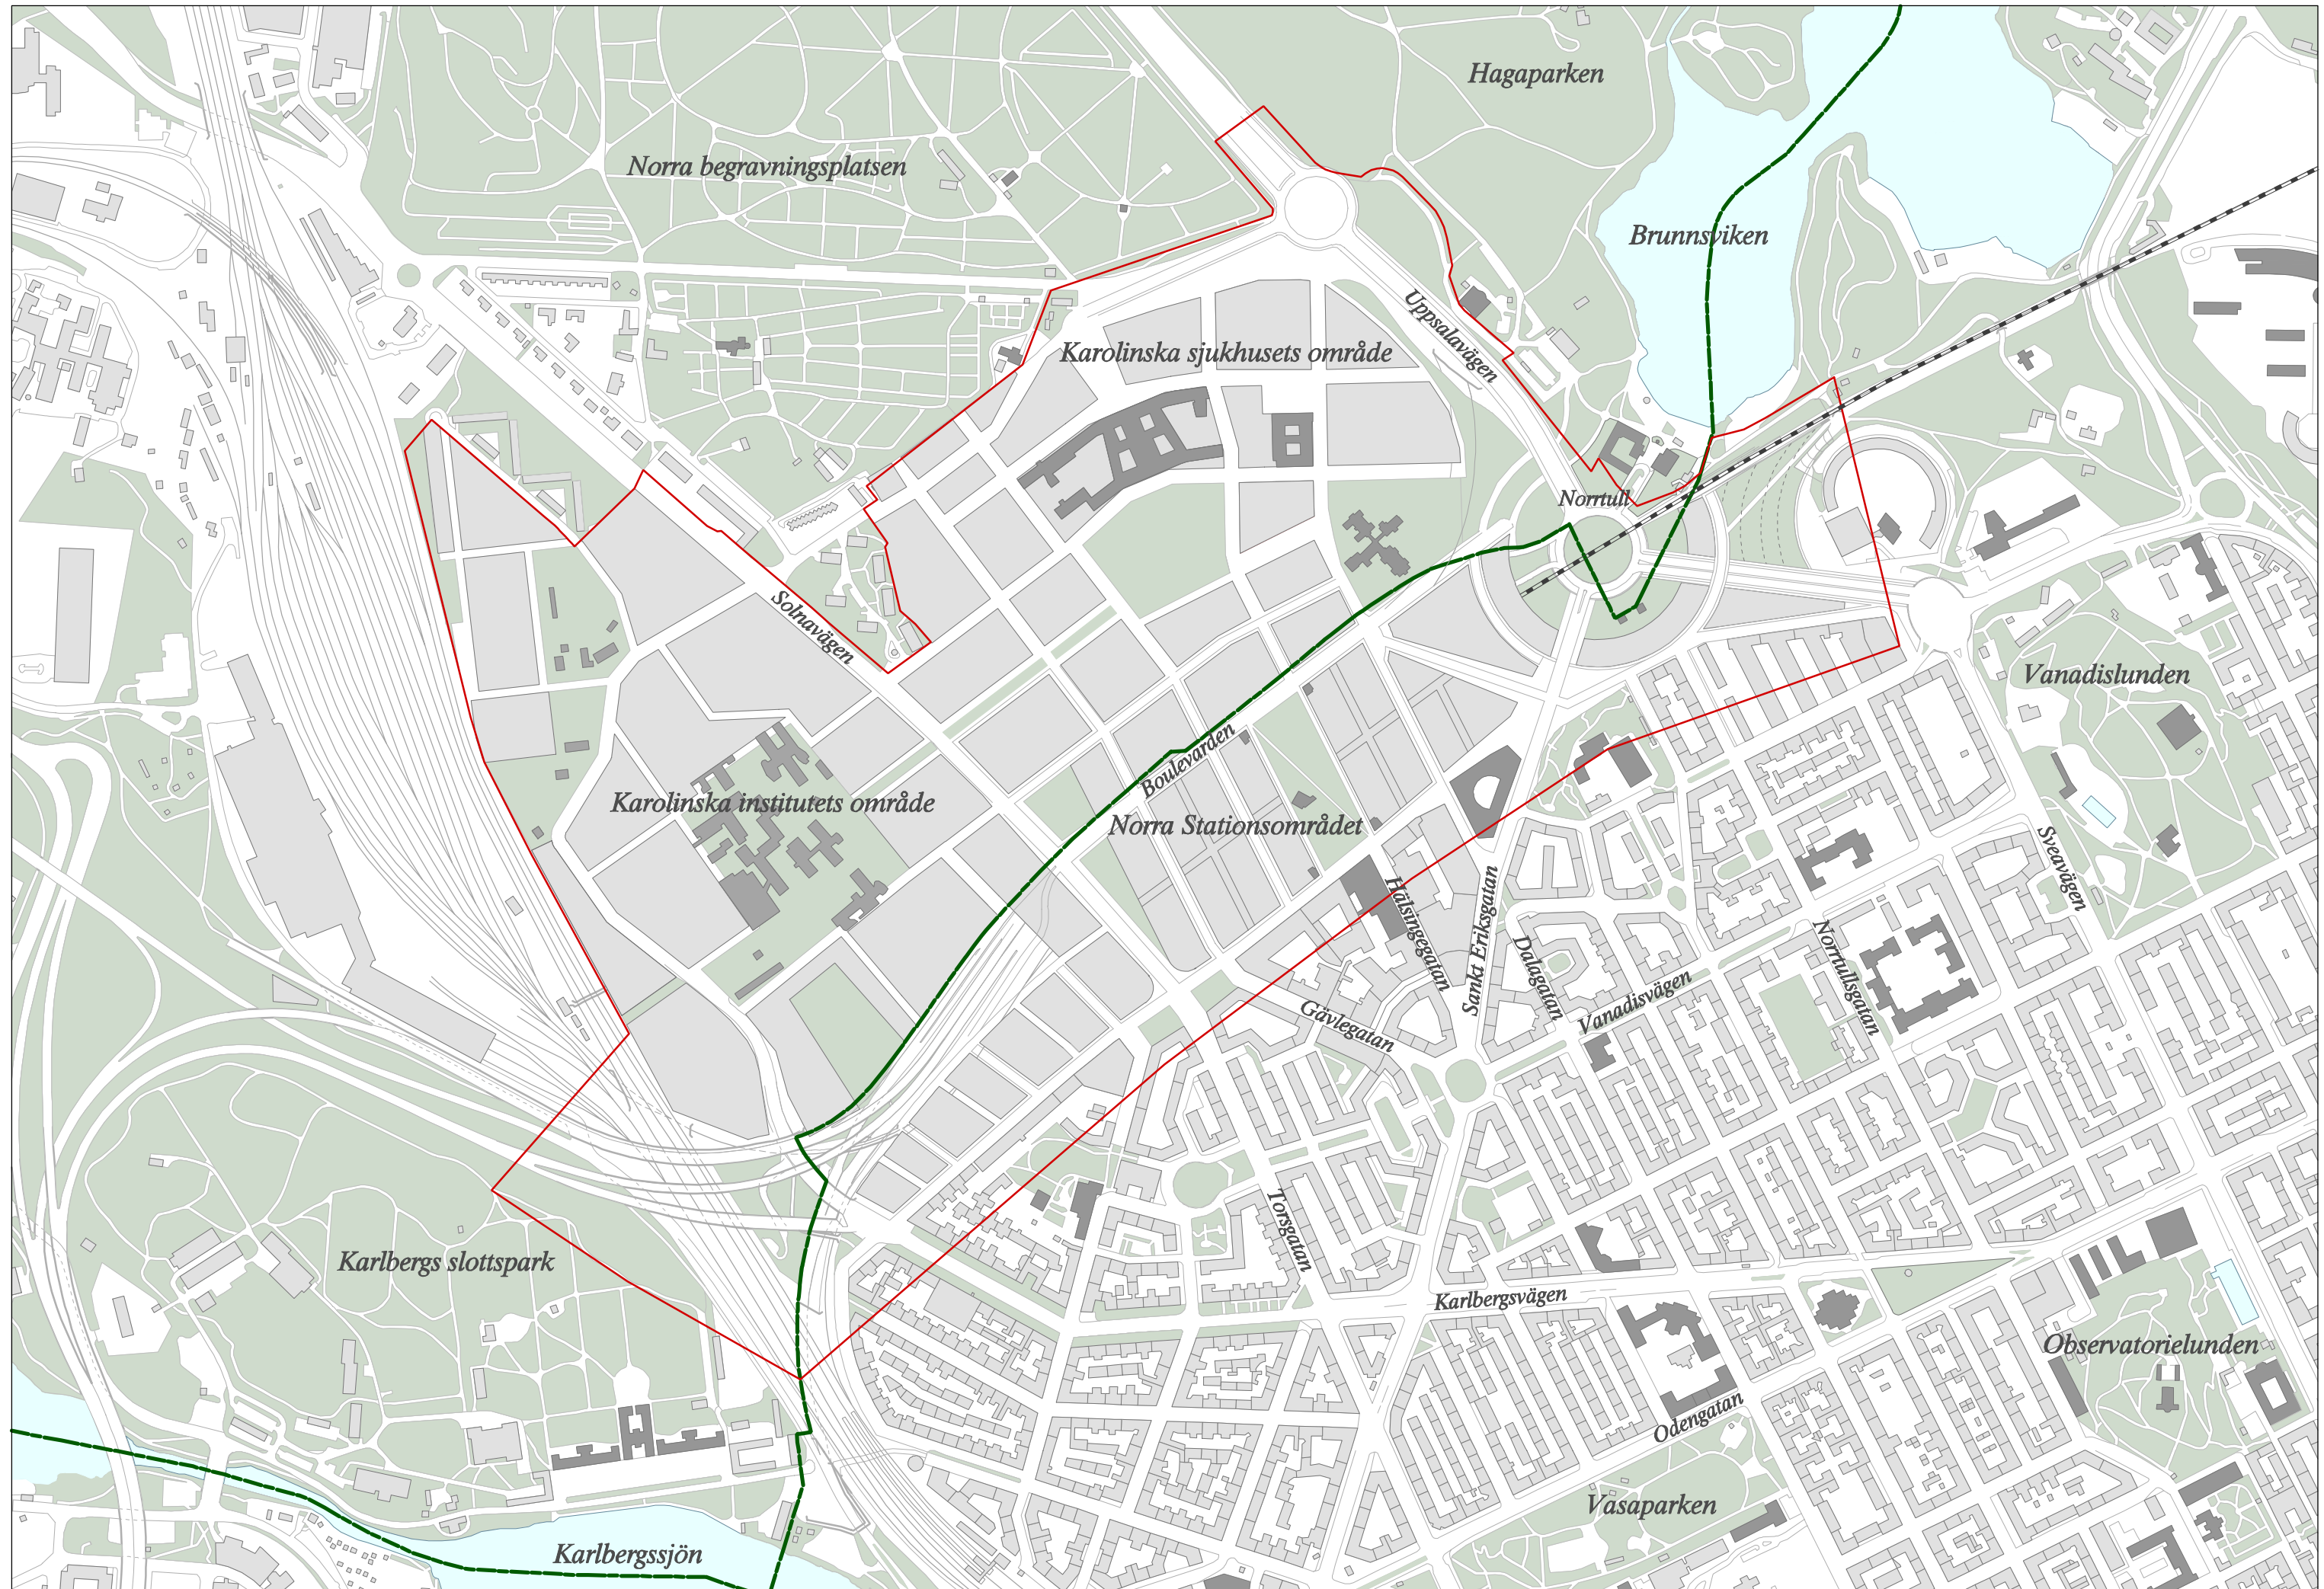 Hagaparken
Norra begravningsplatsen
Brunnsviken
Uppsalavägen
Karolinska sjukhusets område
Norrtull
Solnavägen
Vanadislunden
Boulevarden
Karolinska institutets område
Norra Stationsområdet
Sveavägen
Hälsingegatan
Sankt Eriksgatan
Dalagatan
Norrtullsgatan
Vanadisvägen
Gävlegatan
Torsgatan
Karlbergs slottspark
Karlbergsvägen
Observatorielunden
Odengatan
Vasaparken
Karlbergssjön